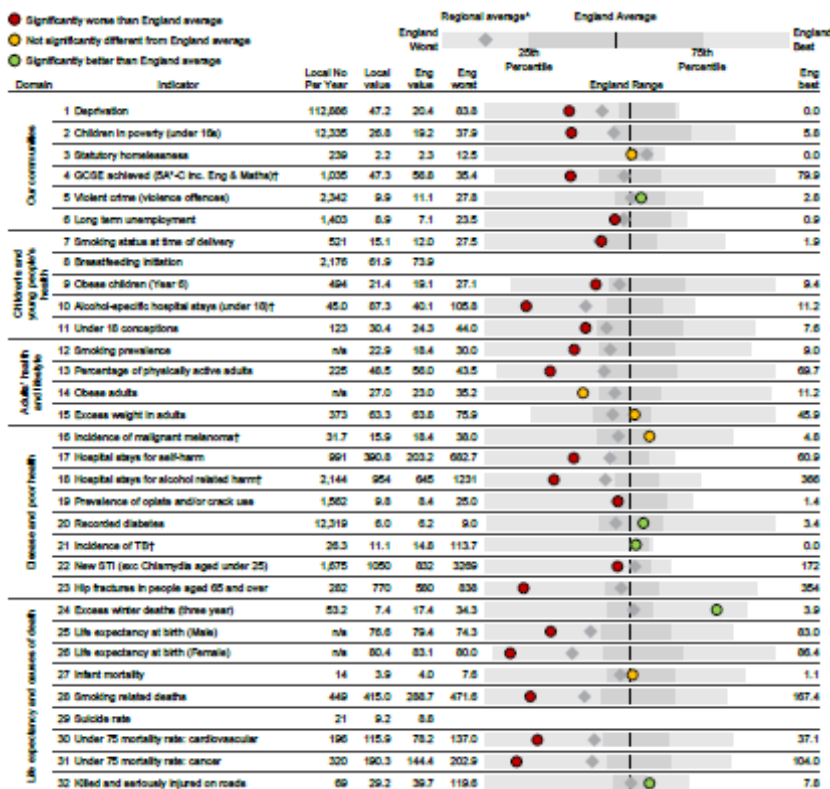 Significantly worse than England average
Not significantly different from England average
Significantly better than England average
Regional average^ England Average
England Worst England Best
25th Percentile 75th Percentile
Domain Indicator Local No Per Year Local value Eng value Eng worst England Range Eng best
Our communities
1 Deprivation 112,886 47.2 20.4 83.8 0.0
2 Children in poverty (under 16s) 12,335 26.8 19.2 37.9 5.8
3 Statutory homelessness 239 2.2 2.3 12.5 0.0
4 GCSE achieved (5A*-C inc. Eng & Maths)† 1,035 47.3 56.8 35.4 79.9
5 Violent crime (violence offences) 2,342 9.9 11.1 27.8 2.8
6 Long term unemployment 1,403 8.9 7.1 23.5 0.9
Children's and young people's health
7 Smoking status at time of delivery 521 15.1 12.0 27.5 1.9
8 Breastfeeding initiation 2,176 61.9 73.9
9 Obese children (Year 6) 494 21.4 19.1 27.1 9.4
10 Alcohol-specific hospital stays (under 18)† 45.0 87.3 40.1 105.8 11.2
11 Under 18 conceptions 123 30.4 24.3 44.0 7.6
Adults' health and lifestyle
12 Smoking prevalence n/a 22.9 18.4 30.0 9.0
13 Percentage of physically active adults 225 48.5 56.0 43.5 69.7
14 Obese adults n/a 27.0 23.0 35.2 11.2
15 Excess weight in adults 373 63.3 63.8 75.9 45.9
Disease and poor health
16 Incidence of malignant melanoma† 31.7 15.9 18.4 38.0 4.8
17 Hospital stays for self-harm 991 390.8 203.2 682.7 60.9
18 Hospital stays for alcohol related harm† 2,144 954 645 1231 366
19 Prevalence of opiate and/or crack use 1,562 9.8 8.4 25.0 1.4
20 Recorded diabetes 12,319 6.0 6.2 9.0 3.4
21 Incidence of TB† 26.3 11.1 14.8 113.7 0.0
22 New STI (exc Chlamydia aged under 25) 1,675 1050 832 3269 172
23 Hip fractures in people aged 65 and over 282 770 580 838 354
Life expectancy and causes of death
24 Excess winter deaths (three year) 53.2 7.4 17.4 34.3 3.9
25 Life expectancy at birth (Male) n/a 76.6 79.4 74.3 83.0
26 Life expectancy at birth (Female) n/a 80.4 83.1 80.0 86.4
27 Infant mortality 14 3.9 4.0 7.6 1.1
28 Smoking related deaths 449 415.0 288.7 471.6 167.4
29 Suicide rate 21 9.2 8.8
30 Under 75 mortality rate: cardiovascular 196 115.9 78.2 137.0 37.1
31 Under 75 mortality rate: cancer 320 190.3 144.4 202.9 104.0
32 Killed and seriously injured on roads 69 29.2 39.7 119.6 7.8